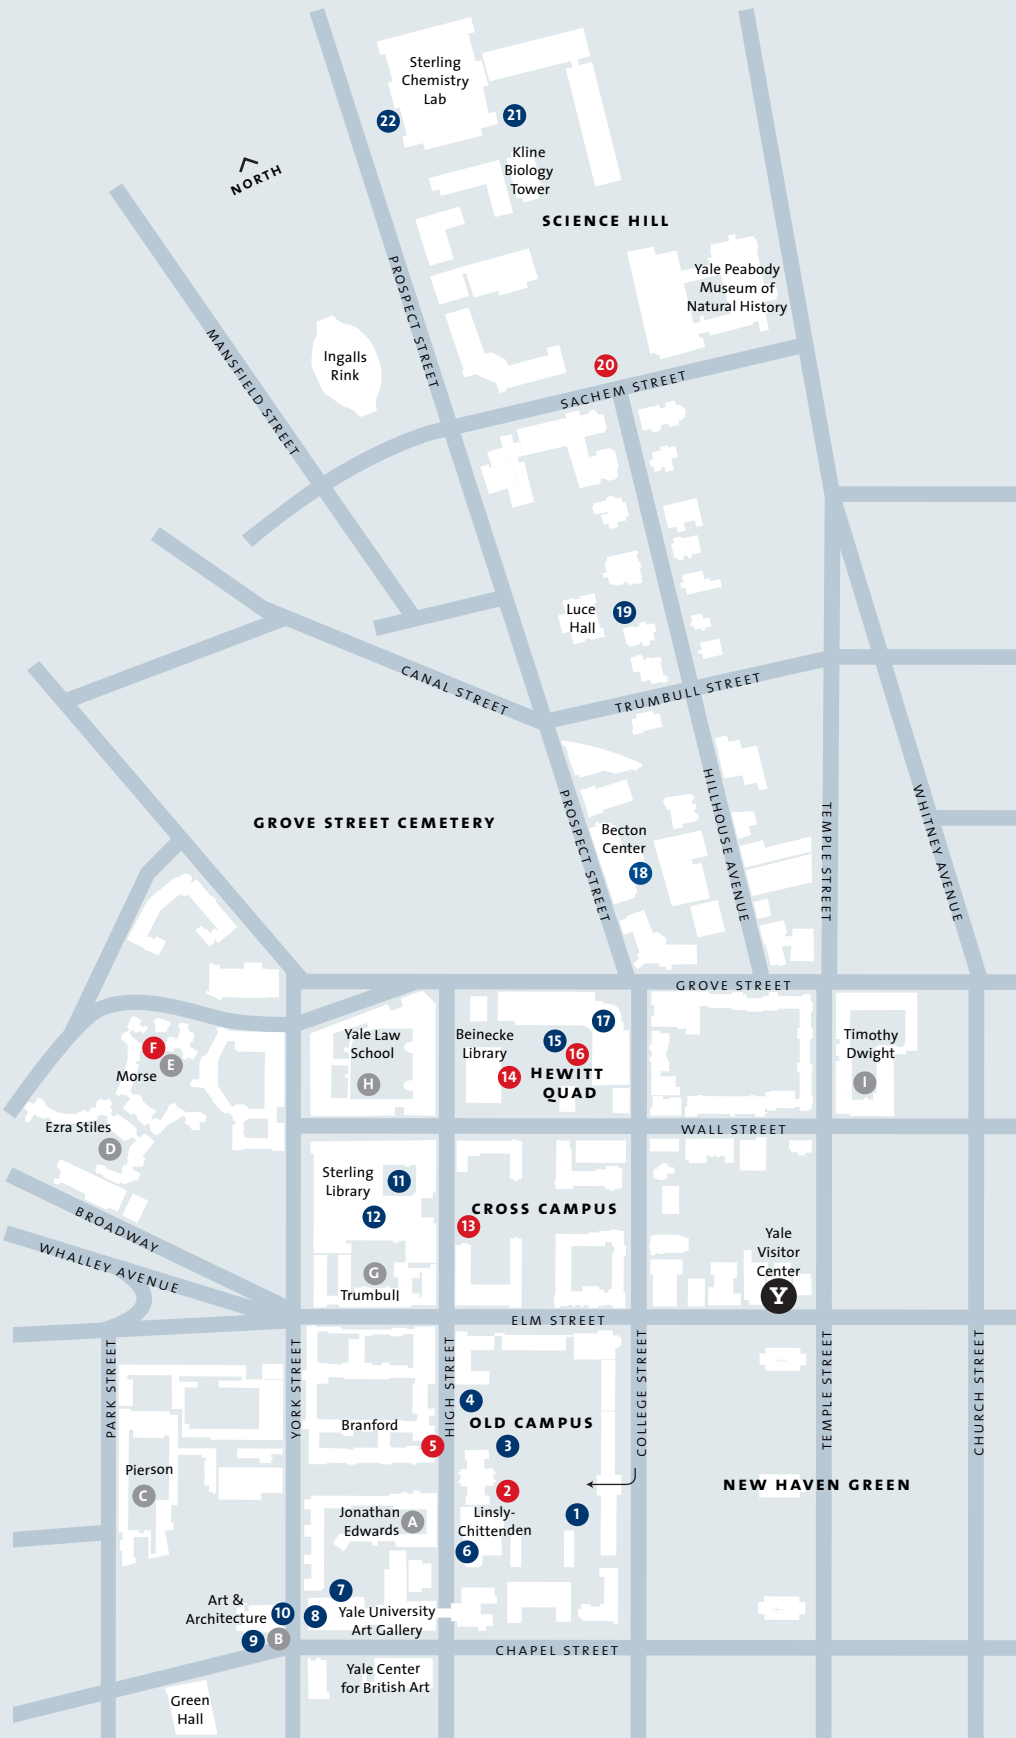 Sterling
Chemistry
Lab
22
21
Kline
Biology
Tower
NORTH
SCIENCE HILL
Yale Peabody
Museum of
Natural History
PROSPECT STREET
MANSFIELD STREET
Ingalls
Rink
20
SACHEM STREET
Luce
Hall
19
CANAL STREET
TRUMBULL STREET
HILLHOUSE AVENUE
PROSPECT STREET
TEMPLE STREET
WHITNEY AVENUE
GROVE STREET CEMETERY
Becton
Center
18
GROVE STREET
F
E
Morse
Yale Law
School
H
Beinecke
Library
17
15
16
14
HEWITT
QUAD
Timothy
Dwight
I
Ezra Stiles
D
WALL STREET
Sterling
Library
11
12
CROSS CAMPUS
13
BROADWAY
WHALLEY AVENUE
G
Trumbull
Yale
Visitor
Center
Y
ELM STREET
PARK STREET
YORK STREET
HIGH STREET
COLLEGE STREET
TEMPLE STREET
CHURCH STREET
4
OLD CAMPUS
Branford
5
3
Pierson
C
2
NEW HAVEN GREEN
Jonathan
Edwards
A
Linsly-
Chittenden
1
6
7
Art &
Architecture
10
8
Yale University
Art Gallery
9
B
CHAPEL STREET
Yale Center
for British Art
Green
Hall